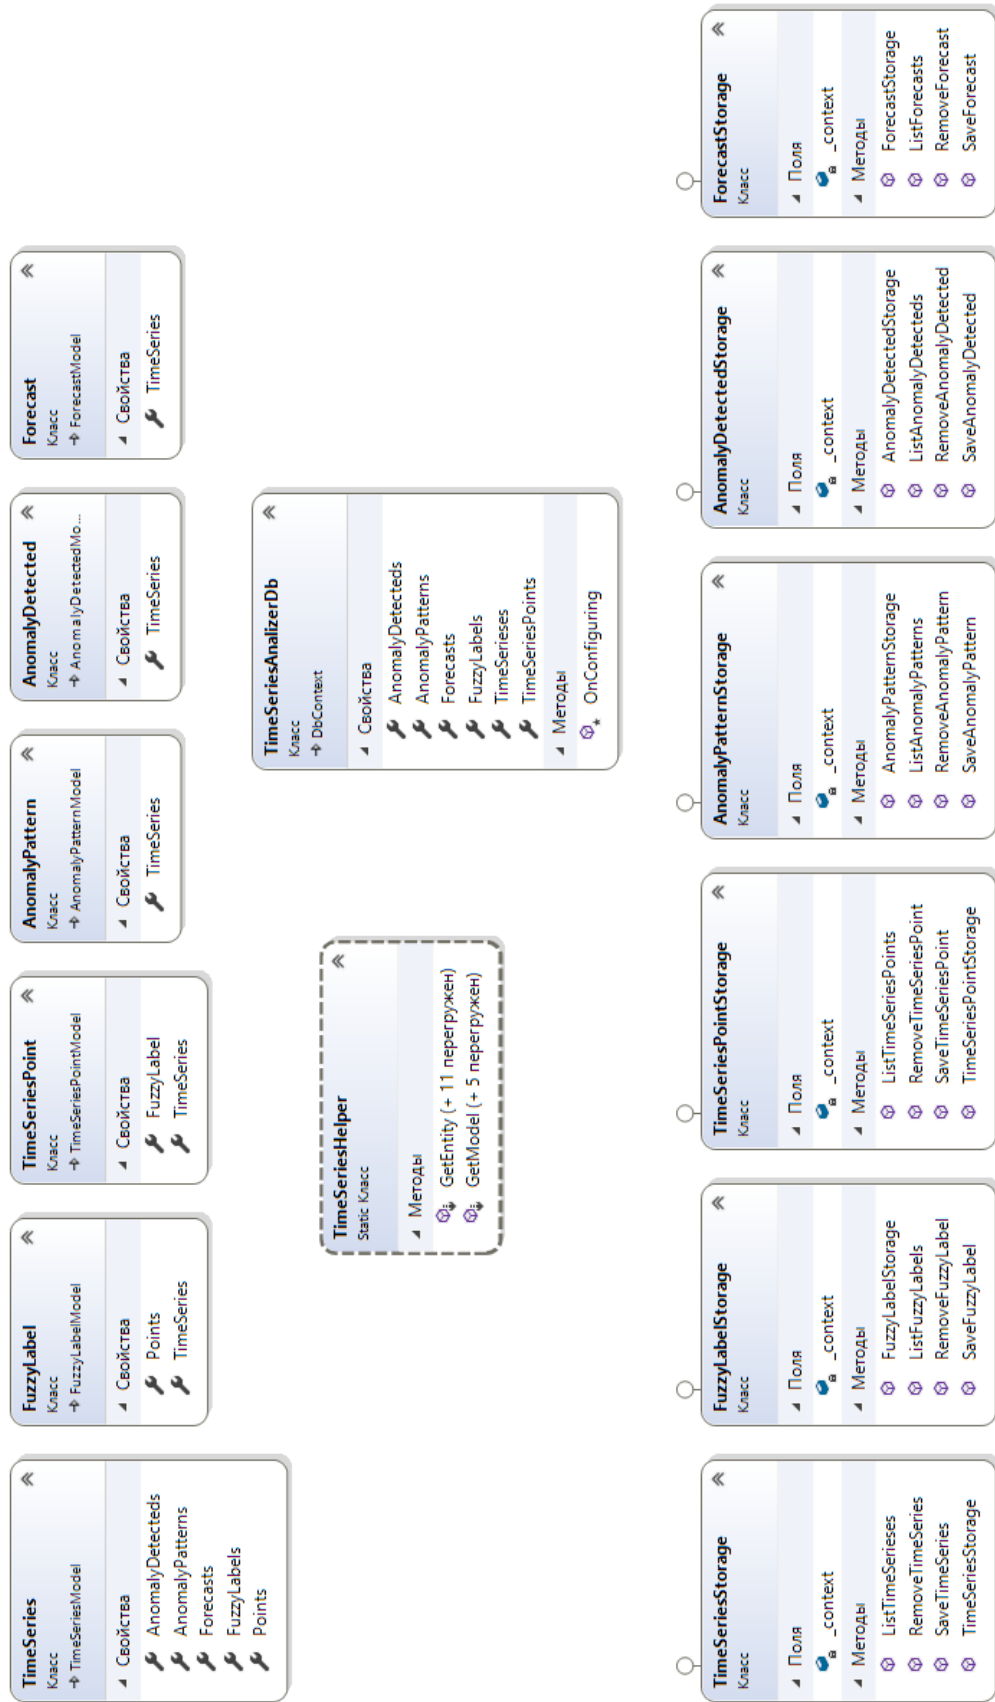 TimeSeries
Класс
TimeSeriesModel
Свойства
AnomalyDetecteds
AnomalyPatterns
Forecasts
FuzzyLabels
Points
FuzzyLabel
Класс
FuzzyLabelModel
Свойства
Points
TimeSeries
TimeSeriesPoint
Класс
TimeSeriesPointModel
Свойства
FuzzyLabel
TimeSeries
AnomalyPattern
Класс
AnomalyPatternModel
Свойства
TimeSeries
AnomalyDetected
Класс
AnomalyDetectedMo...
Свойства
TimeSeries
Forecast
Класс
ForecastModel
Свойства
TimeSeries
TimeSeriesHelper
Static Класс
Методы
GetEntity (+ 11 перегружен)
GetModel (+ 5 перегружен)
TimeSeriesAnalizerDb
Класс
DbContext
Свойства
AnomalyDetecteds
AnomalyPatterns
Forecasts
FuzzyLabels
TimeSerieses
TimeSeriesPoints
Методы
OnConfiguring
TimeSeriesStorage
Класс
Поля
_context
Методы
ListTimeSerieses
RemoveTimeSeries
SaveTimeSeries
TimeSeriesStorage
FuzzyLabelStorage
Класс
Поля
_context
Методы
FuzzyLabelStorage
ListFuzzyLabels
RemoveFuzzyLabel
SaveFuzzyLabel
TimeSeriesPointStorage
Класс
Поля
_context
Методы
ListTimeSeriesPoints
RemoveTimeSeriesPoint
SaveTimeSeriesPoint
TimeSeriesPointStorage
AnomalyPatternStorage
Класс
Поля
_context
Методы
AnomalyPatternStorage
ListAnomalyPatterns
RemoveAnomalyPattern
SaveAnomalyPattern
AnomalyDetectedStorage
Класс
Поля
_context
Методы
AnomalyDetectedStorage
ListAnomalyDetecteds
RemoveAnomalyDetected
SaveAnomalyDetected
ForecastStorage
Класс
Поля
_context
Методы
ForecastStorage
ListForecasts
RemoveForecast
SaveForecast